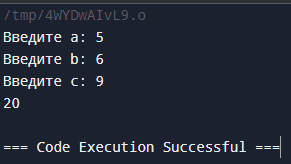 /tmp/4WYDwAIvL9.o
Введите a: 5
Введите b: 6
Введите c: 9
20
=== Code Execution Successful ===